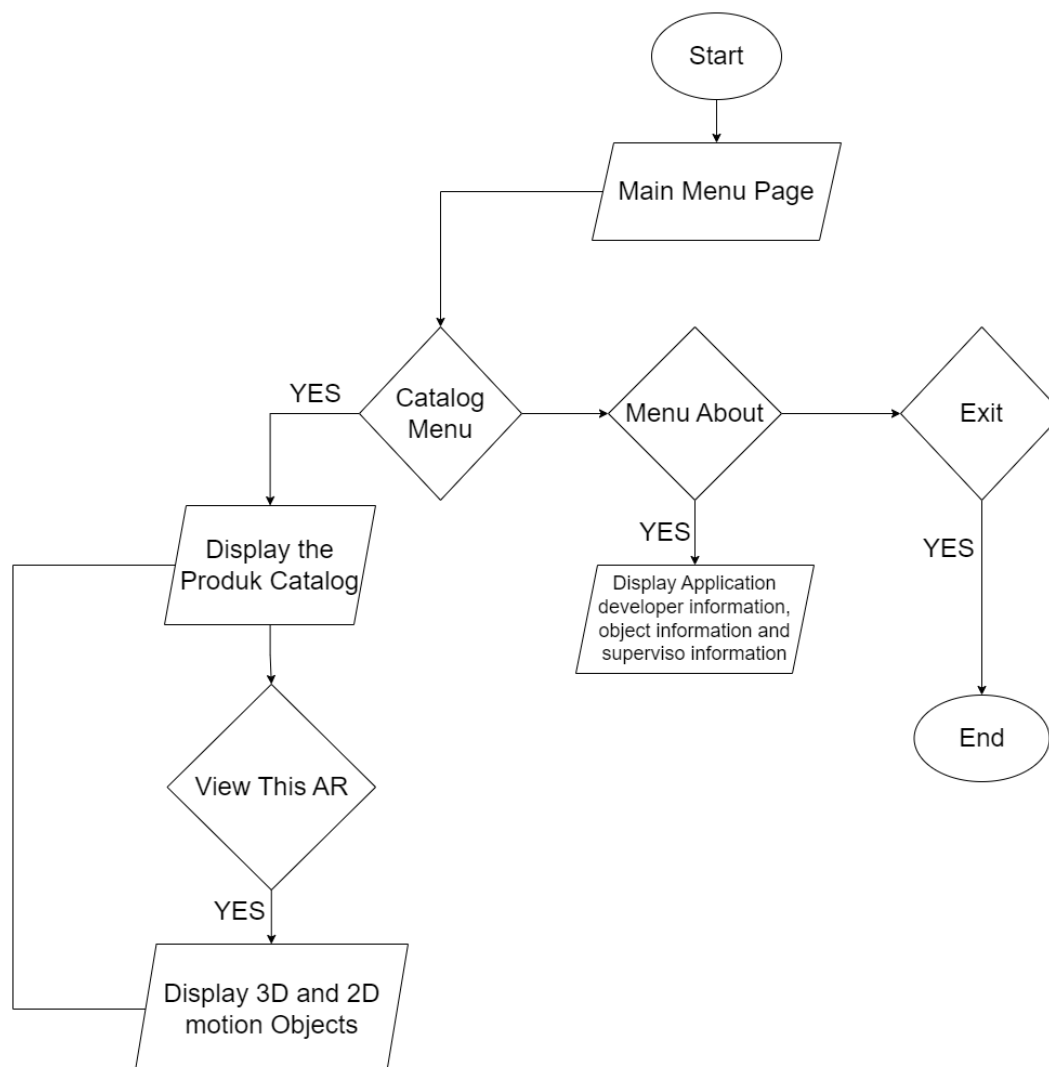 Start
Main Menu Page
YES
Catalog
Menu
Menu About
Exit
Display the
Produk Catalog
YES
Display Application
developer information,
object information and
superviso information
YES
End
View This AR
YES
Display 3D and 2D
motion Objects